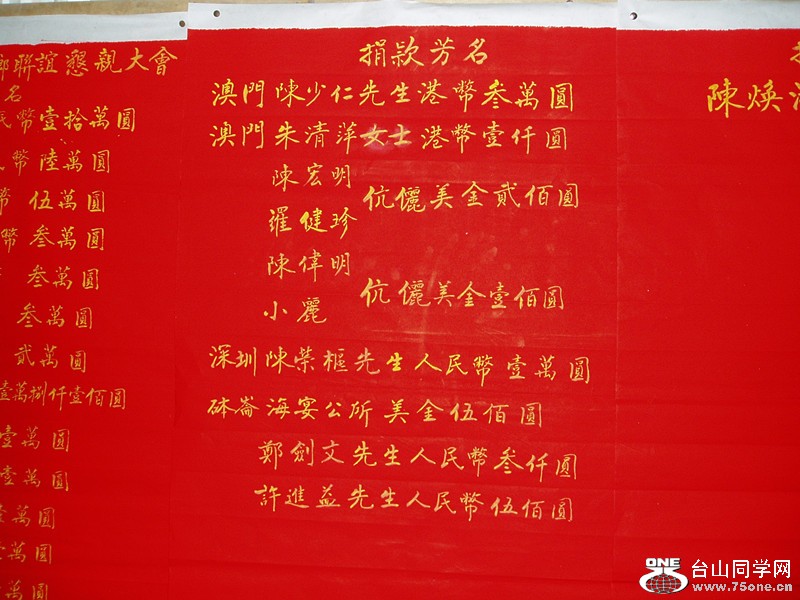 鄉聯誼懇親大會
名
民幣壹拾萬圓
幣陸萬圓
幣伍萬圓
幣叁萬圓
叁萬圓
叁萬圓
貳萬圓
壹萬捌仟壹佰圓
壹萬圓
壹萬圓
萬圓
萬圓
萬圓
捐款芳名
澳門陳少仁先生港幣叁萬圓
澳門朱清萍女士港幣壹仟圓
陳宏明
伉儷美金貳佰圓
羅健珍
陳偉明
伉儷美金壹佰圓
小麗
深圳陳榮樞先生人民幣壹萬圓
砵崙海宴公所美金伍佰圓
鄭劍文先生人民幣叁仟圓
許進益先生人民幣伍佰圓
陳煥
ONE
台山同学网
www.75one.cn